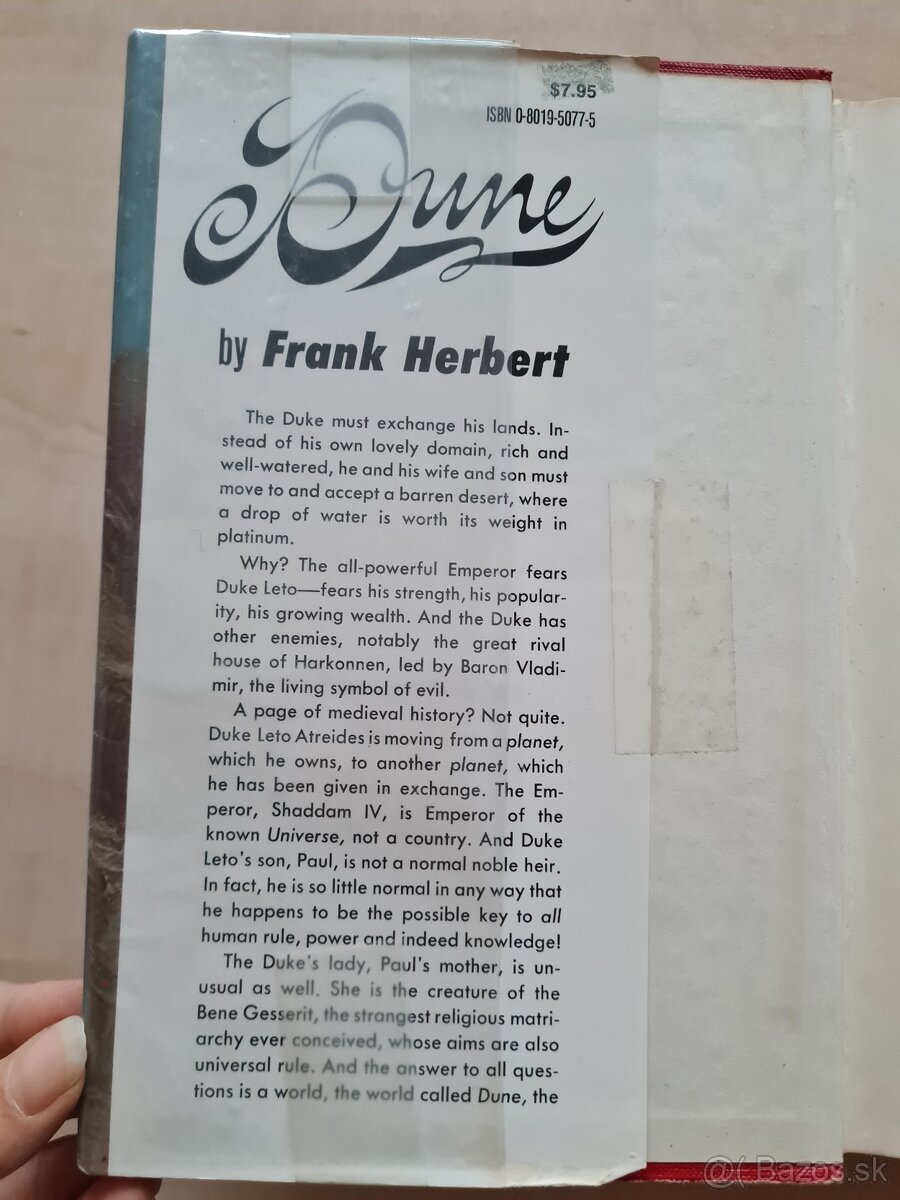 $7.95
ISBN 0-8019-5077-5
Dune
by Frank Herbert
The Duke must exchange his lands. In-
stead of his own lovely domain, rich and
well-watered, he and his wife and son must
move to and accept a barren desert, where
a drop of water is worth its weight in
platinum.
Why? The all-powerful Emperor fears
Duke Leto—fears his strength, his popular-
ity, his growing wealth. And the Duke has
other enemies, notably the great rival
house of Harkonnen, led by Baron Vladi-
mir, the living symbol of evil.
A page of medieval history? Not quite.
Duke Leto Atreides is moving from a planet,
which he owns, to another planet, which
he has been given in exchange. The Em-
peror, Shaddam IV, is Emperor of the
known Universe, not a country. And Duke
Leto's son, Paul, is not a normal noble heir.
In fact, he is so little normal in any way that
he happens to be the possible key to all
human rule, power and indeed knowledge!
The Duke's lady, Paul's mother, is un-
usual as well. She is the creature of the
Bene Gesserit, the strangest religious matri-
archy ever conceived, whose aims are also
universal rule. And the answer to all ques-
tions is a world, the world called Dune, the
@( Bazos.sk